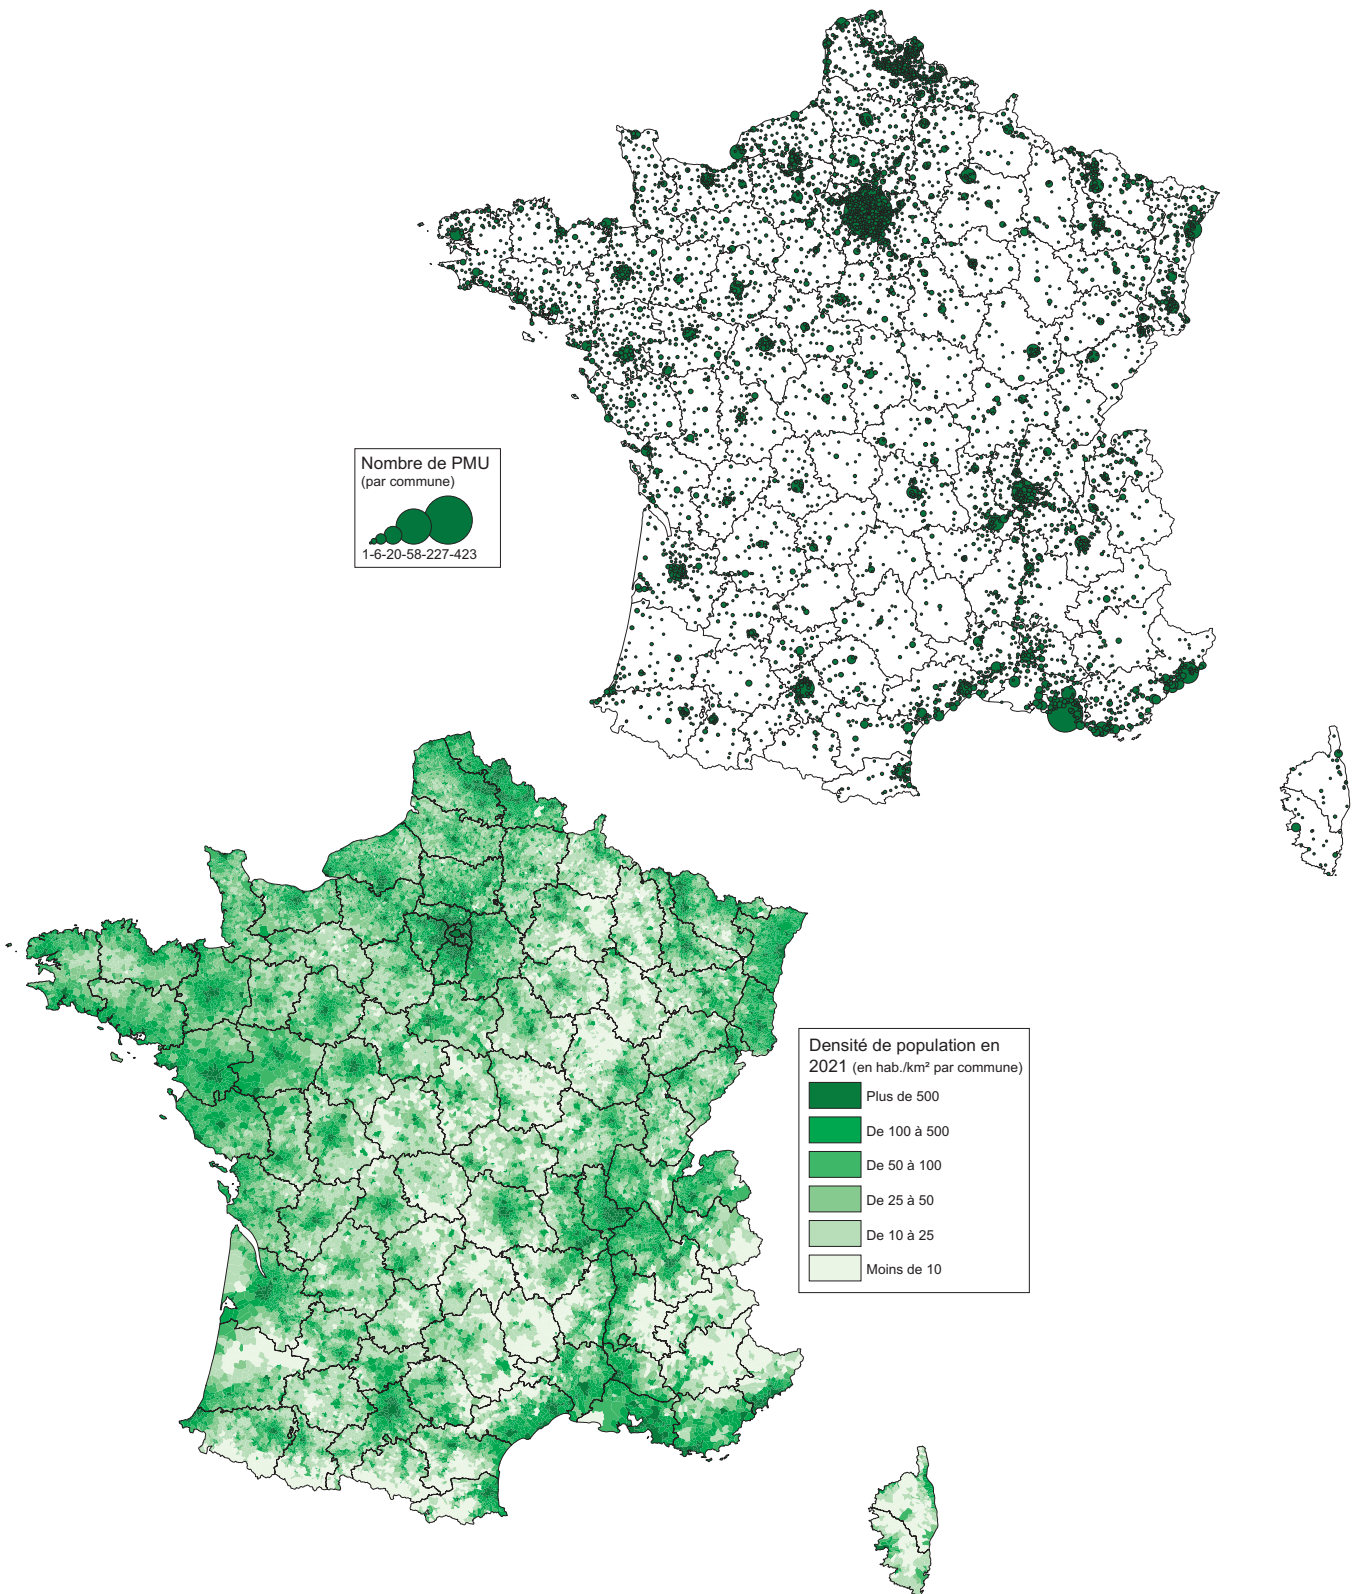 Nombre de PMU
(par commune)
1-6-20-58-227-423
Densité de population en
2021 (en hab./km² par commune)
Plus de 500
De 100 à 500
De 50 à 100
De 25 à 50
De 10 à 25
Moins de 10